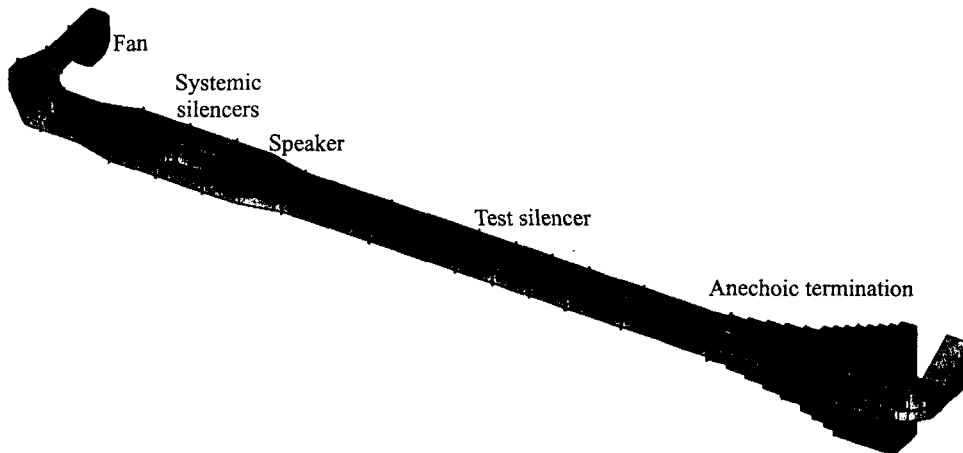 Fan
Systemic
silencers
Speaker
Test silencer
Anechoic termination